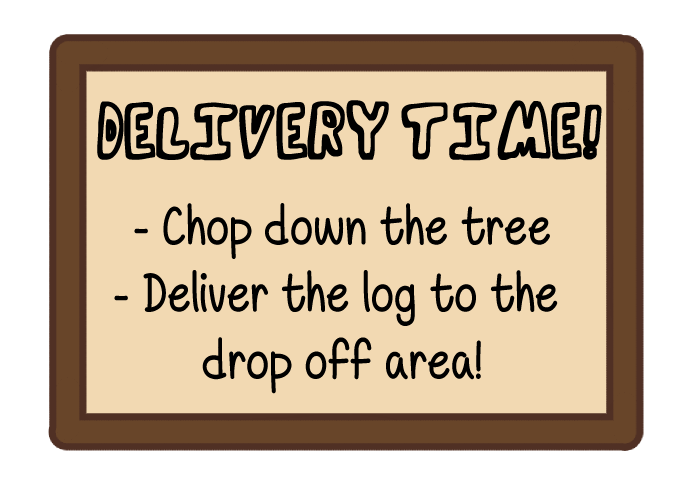 DELIVERY TIME!
- Chop down the tree
- Deliver the log to the
drop off area!